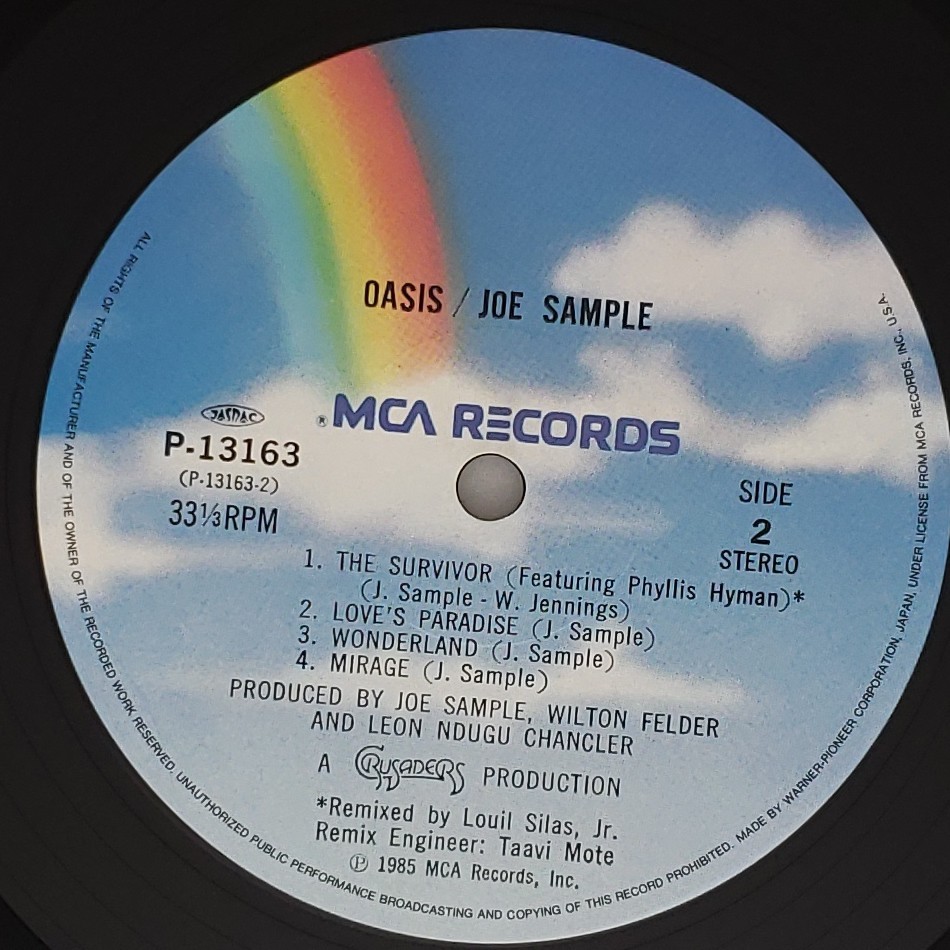 OASIS / JOE SAMPLE
® MCA RECORDS
JASRAC
P-13163
(P-13163-2)
33⅓RPM
SIDE
2
STEREO
1. THE SURVIVOR (Featuring Phyllis Hyman)*
(J. Sample - W. Jennings)
2. LOVE'S PARADISE (J. Sample)
3. WONDERLAND (J. Sample)
4. MIRAGE (J. Sample)
PRODUCED BY JOE SAMPLE, WILTON FELDER
AND LEON NDUGU CHANCLER
A CRUSADERS PRODUCTION
*Remixed by Louil Silas, Jr.
Remix Engineer: Taavi Mote
Ⓟ 1985 MCA Records, Inc.
ALL RIGHTS OF THE MANUFACTURER AND OF THE OWNER OF THE RECORDED WORK RESERVED. UNAUTHORIZED PUBLIC PERFORMANCE BROADCASTING AND COPYING OF THIS RECORD PROHIBITED. MADE BY WARNER-PIONEER CORPORATION, JAPAN, UNDER LICENSE FROM MCA RECORDS, INC., U.S.A.